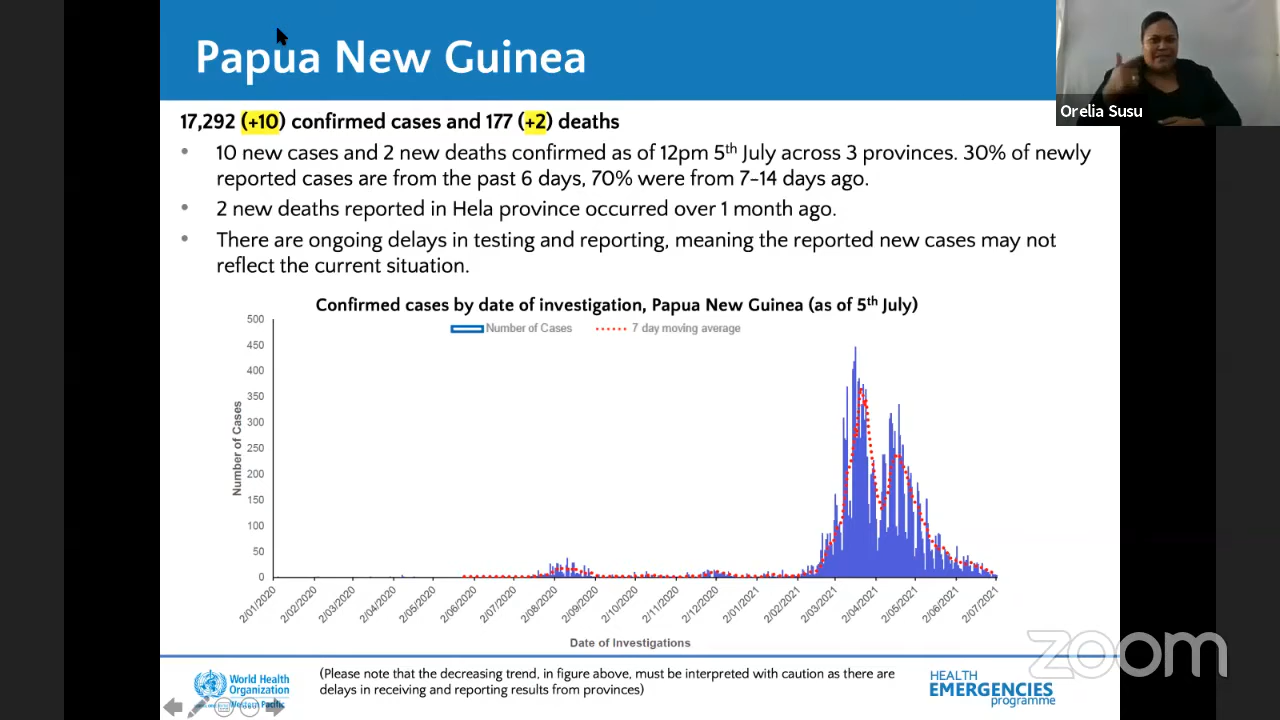 Papua New Guinea
Orelia Susu
17,292 (+10) confirmed cases and 177 (+2) deaths
• 10 new cases and 2 new deaths confirmed as of 12pm 5th July across 3 provinces. 30% of newly
reported cases are from the past 6 days, 70% were from 7–14 days ago.
• 2 new deaths reported in Hela province occurred over 1 month ago.
• There are ongoing delays in testing and reporting, meaning the reported new cases may not
reflect the current situation.
Confirmed cases by date of investigation, Papua New Guinea (as of 5th July)
Number of Cases
7 day moving average
500
450
400
350
300
250
200
150
100
50
0
Number of Cases
2/01/2020
2/02/2020
2/03/2020
2/04/2020
2/05/2020
2/06/2020
2/07/2020
2/08/2020
2/09/2020
2/10/2020
2/11/2020
2/12/2020
2/01/2021
2/02/2021
2/03/2021
2/04/2021
2/05/2021
2/06/2021
2/07/2021
Date of Investigations
zoom
World Health
Organization
Western Pacific
(Please note that the decreasing trend, in figure above, must be interpreted with caution as there are
delays in receiving and reporting results from provinces)
HEALTH
EMERGENCIES
programme